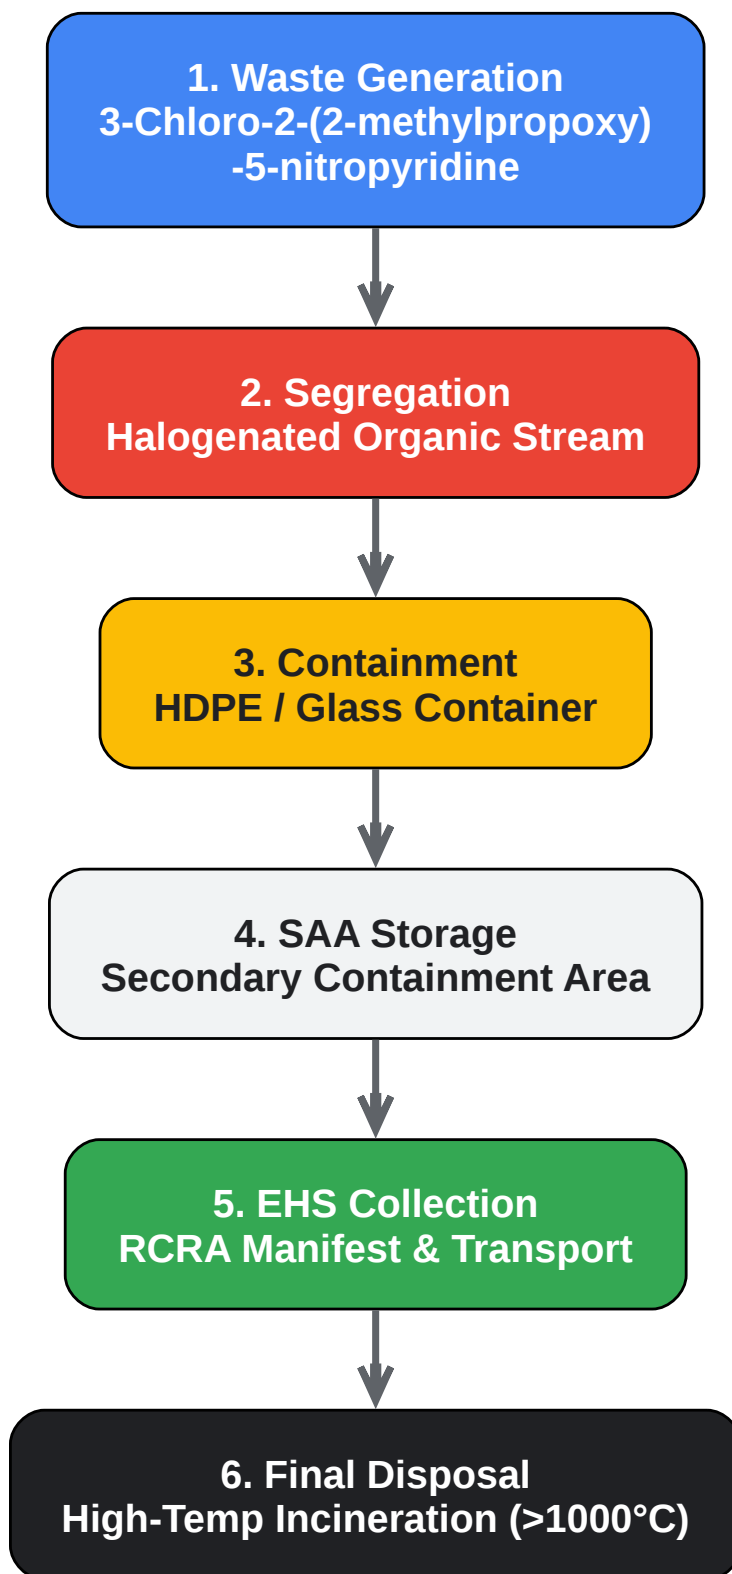 1. Waste Generation
3-Chloro-2-(2-methylpropoxy)
-5-nitropyridine
2. Segregation
Halogenated Organic Stream
3. Containment
HDPE / Glass Container
4. SAA Storage
Secondary Containment Area
5. EHS Collection
RCRA Manifest & Transport
6. Final Disposal
High-Temp Incineration (>1000°C)